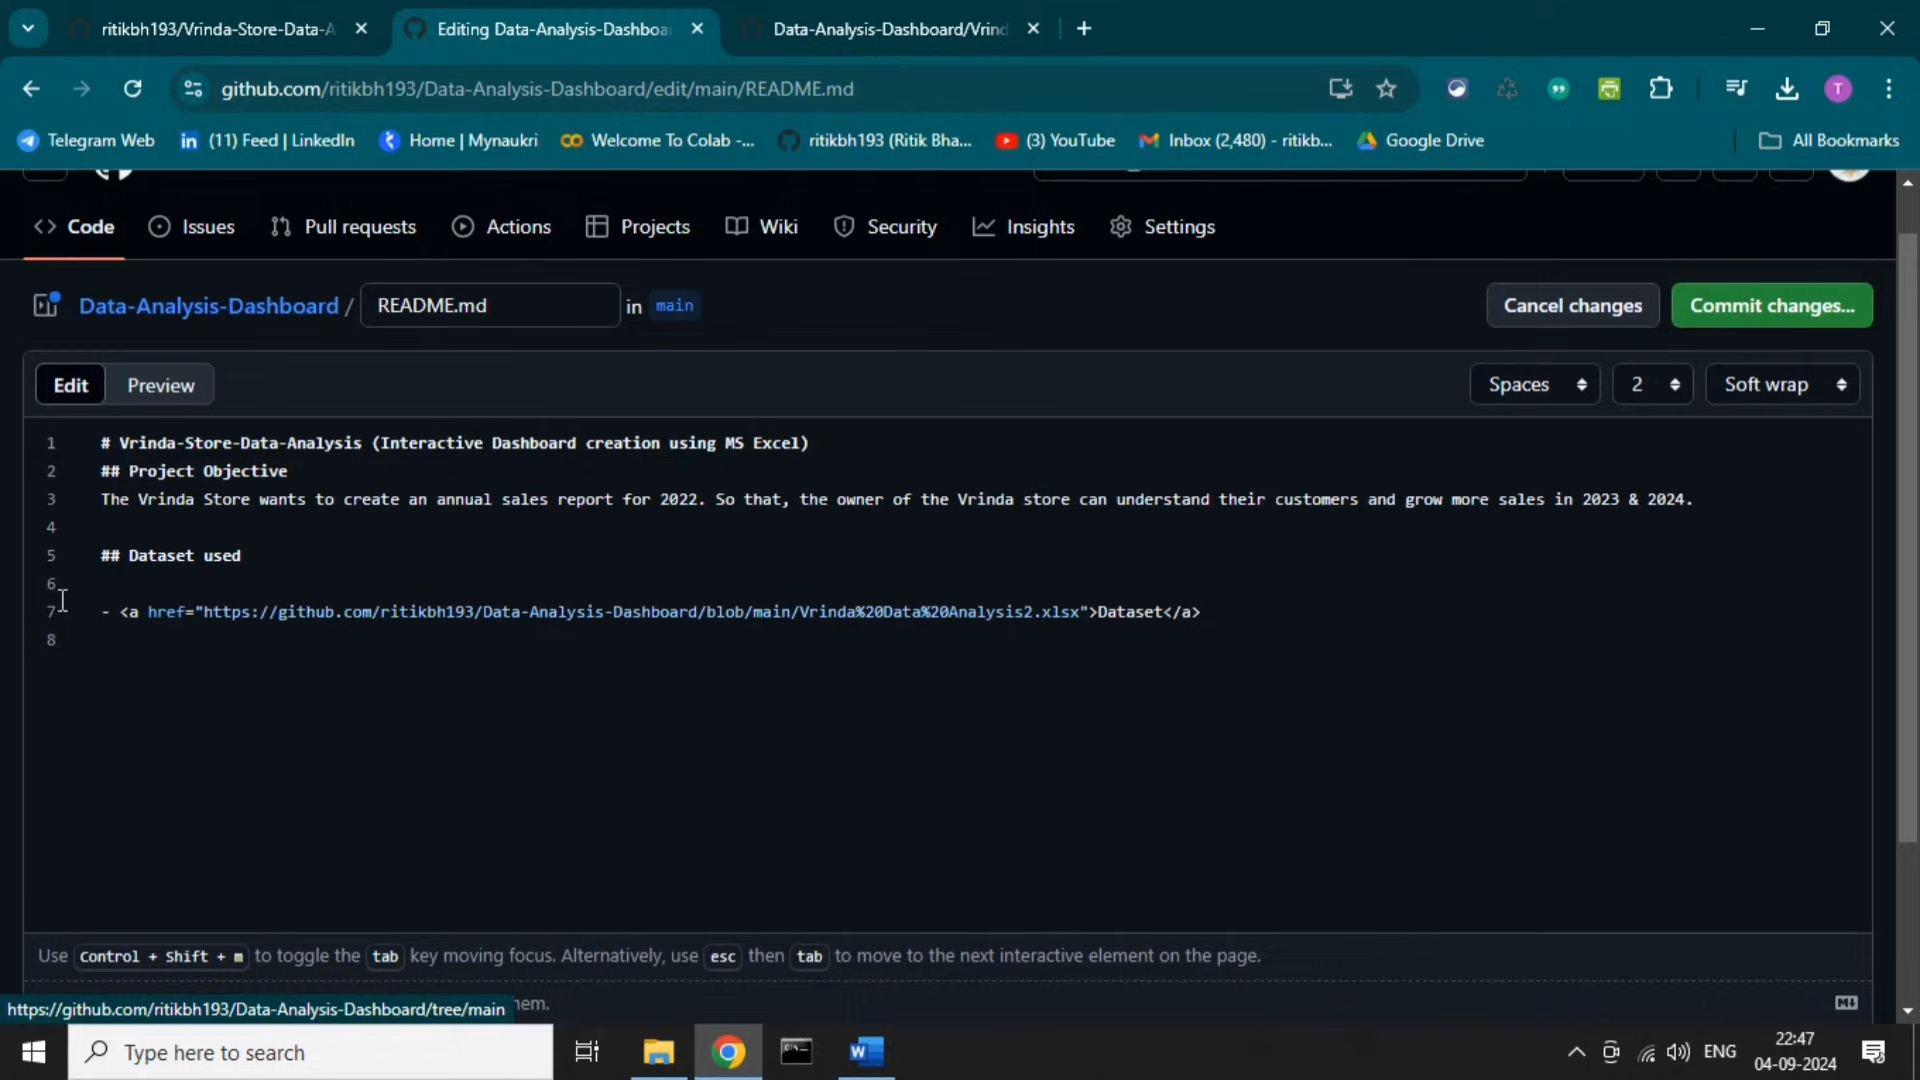 ritikbh193/Vrinda-Store-Data-A
Editing Data-Analysis-Dashboa
Data-Analysis-Dashboard/Vrind
github.com/ritikbh193/Data-Analysis-Dashboard/edit/main/README.md
T
Telegram Web
(11) Feed | LinkedIn
Home | Mynaukri
Welcome To Colab -...
ritikbh193 (Ritik Bha...
(3) YouTube
Inbox (2,480) - ritikb...
Google Drive
All Bookmarks
Code
Issues
Pull requests
Actions
Projects
Wiki
Security
Insights
Settings
Data-Analysis-Dashboard / README.md in main
Cancel changes
Commit changes...
Edit
Preview
Spaces
2
Soft wrap
1 # Vrinda-Store-Data-Analysis (Interactive Dashboard creation using MS Excel)
2 ## Project Objective
3 The Vrinda Store wants to create an annual sales report for 2022. So that, the owner of the Vrinda store can understand their customers and grow more sales in 2023 & 2024.
4
5 ## Dataset used
6
7 - <a href="https://github.com/ritikbh193/Data-Analysis-Dashboard/blob/main/Vrinda%20Data%20Analysis2.xlsx">Dataset</a>
8
Use Control + Shift + m to toggle the tab key moving focus. Alternatively, use esc then tab to move to the next interactive element on the page.
https://github.com/ritikbh193/Data-Analysis-Dashboard/tree/main
Type here to search
ENG
22:47
04-09-2024